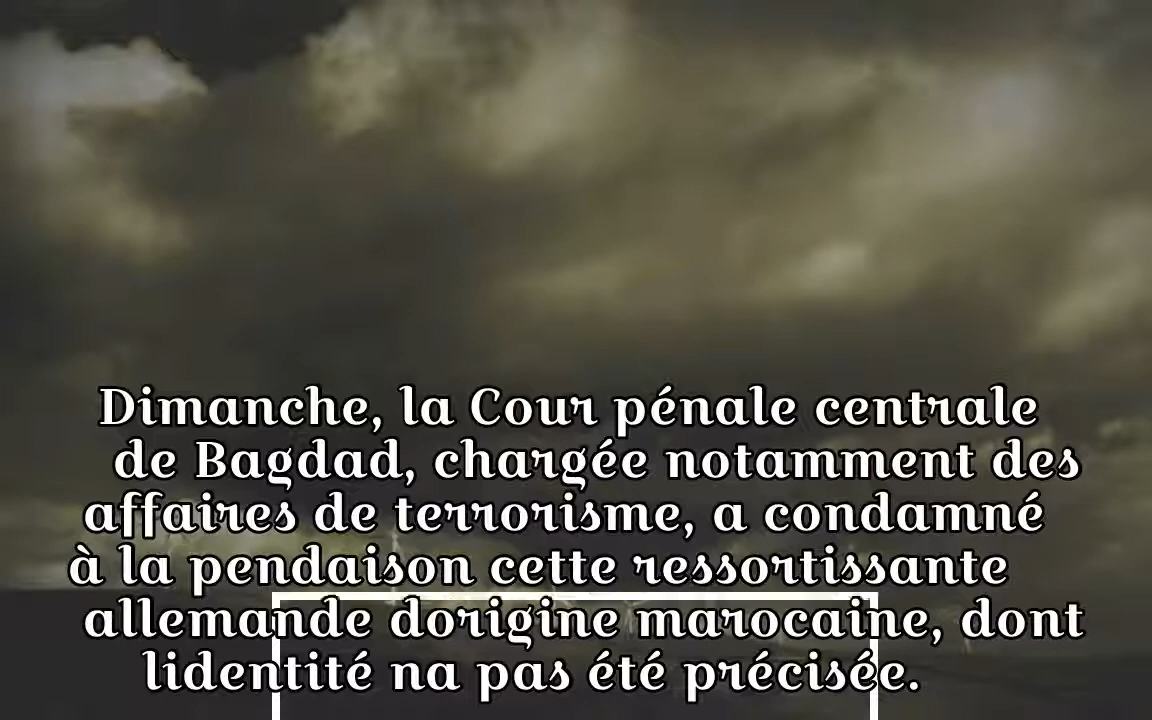 Dimanche, la Cour pénale centrale
de Bagdad, chargée notamment des
affaires de terrorisme, a condamné
à la pendaison cette ressortissante
allemande dorigine marocaine, dont
lidentité na pas été précisée.